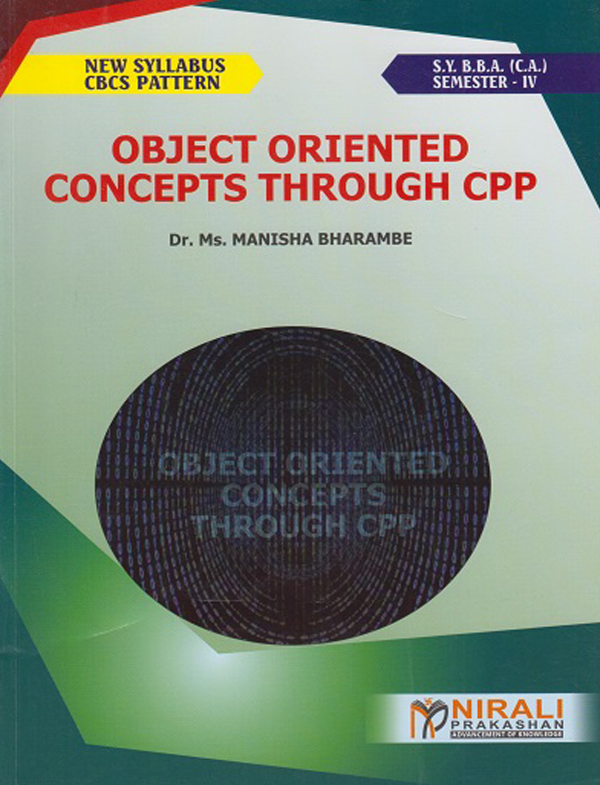 NEW SYLLABUS
CBCS PATTERN
S.Y. B.B.A. (C.A.)
SEMESTER - IV
OBJECT ORIENTED
CONCEPTS THROUGH CPP
Dr. Ms. MANISHA BHARAMBE
OBJECT ORIENTED
CONCEPTS
THROUGH CPP
NIRALI
PRAKASHAN
ADVANCEMENT OF KNOWLEDGE